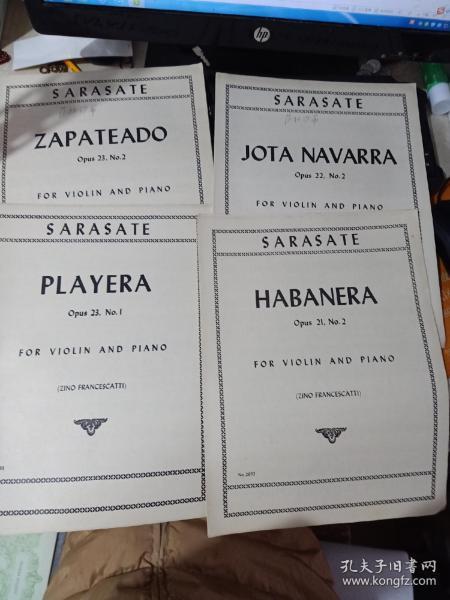 hp
SARASATE
ZAPATEADO
Opus 23, No. 2
FOR VIOLIN AND PIANO
SARASATE
JOTA NAVARRA
Opus 22, No. 2
FOR VIOLIN AND PIANO
SARASATE
PLAYERA
Opus 23, No. 1
FOR VIOLIN AND PIANO
(ZINO FRANCESCATTI)
SARASATE
HABANERA
Opus 21, No. 2
FOR VIOLIN AND PIANO
(ZINO FRANCESCATTI)
孔夫子旧书网
www.kongfz.com